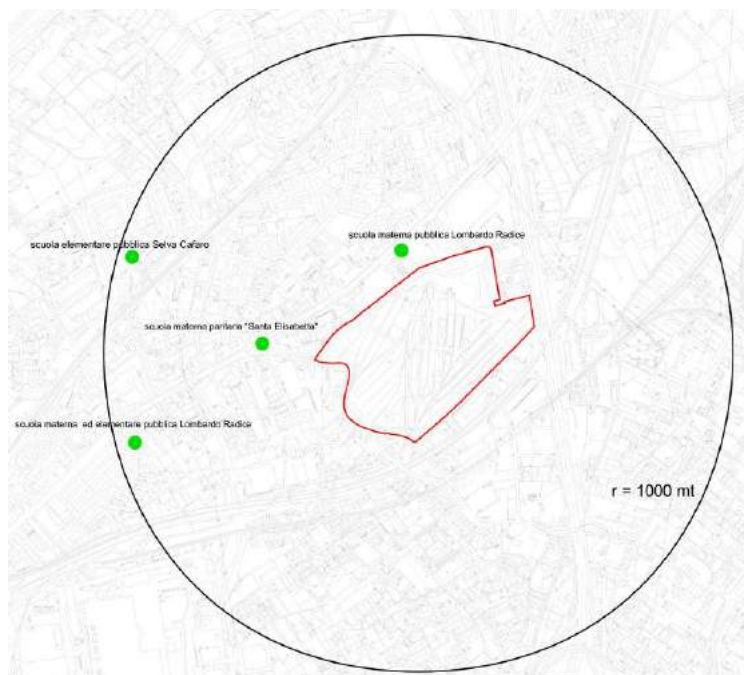 scuola materna pubblica Lombardo Radice
scuola elementare pubblica Selva Cafaro
scuola materna paritaria "Santa Elisabetta"
scuola materna ed elementare pubblica Lombardo Radice
r = 1000 mt